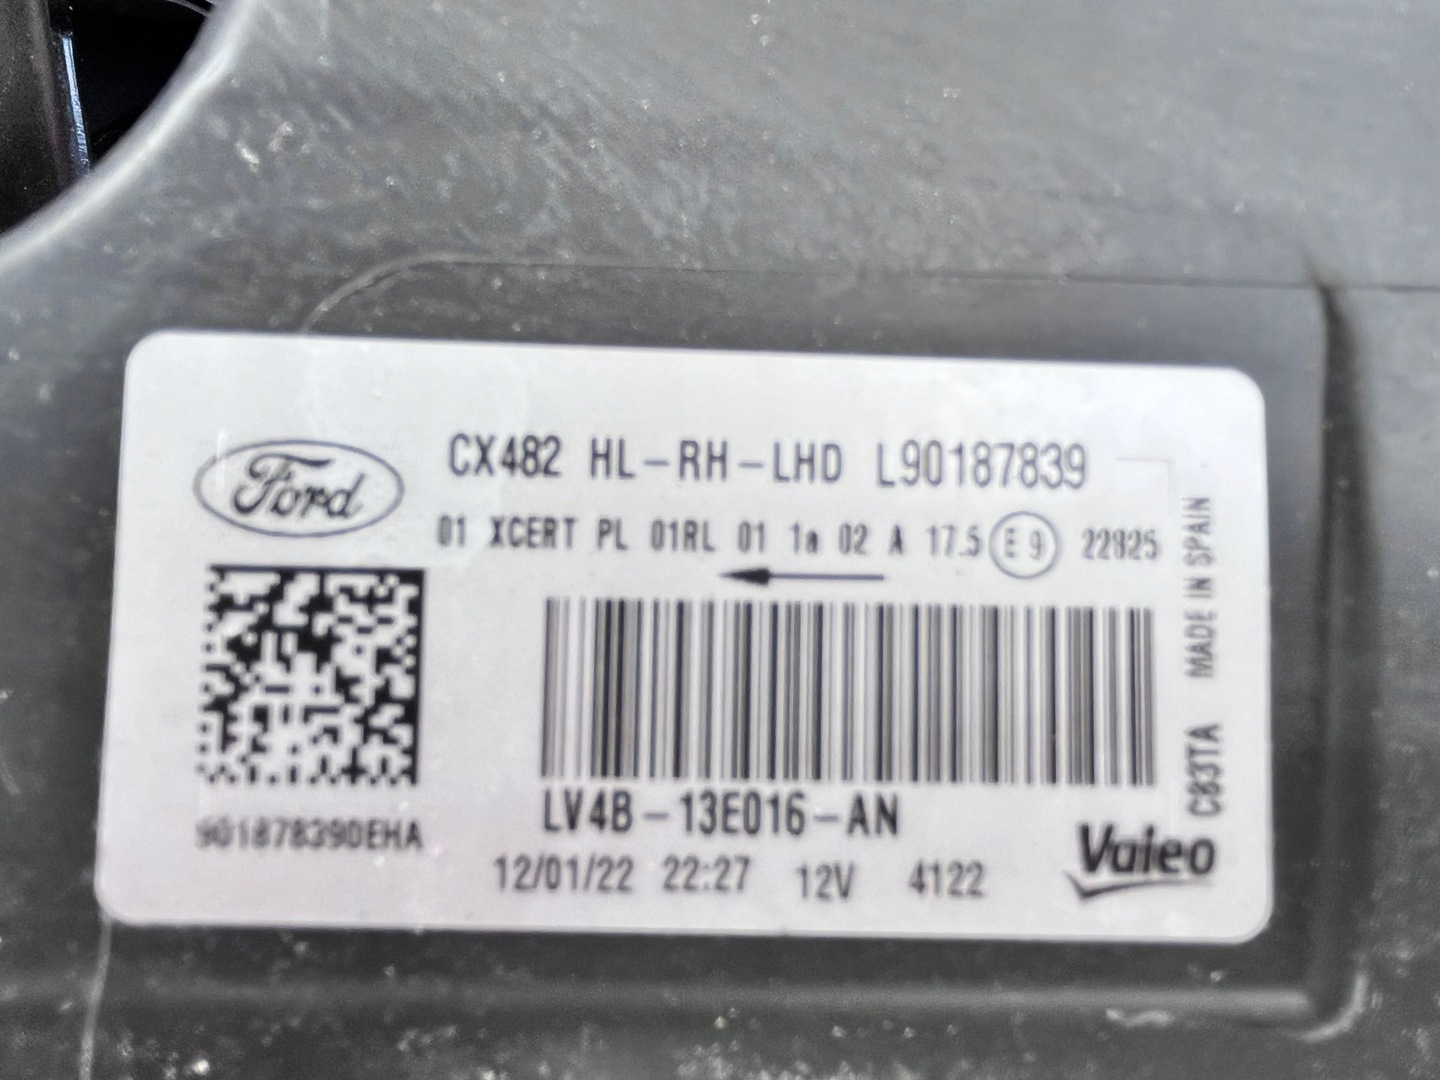 Ford
CX482 HL-RH-LHD L90187839
01 XCERT PL 01RL 01 1a 02 A 17.5 E9 22825
MADE IN SPAIN
C83TA
901878390EHA
LV4B-13E016-AN
12/01/22 22:27 12V 4122
Valeo